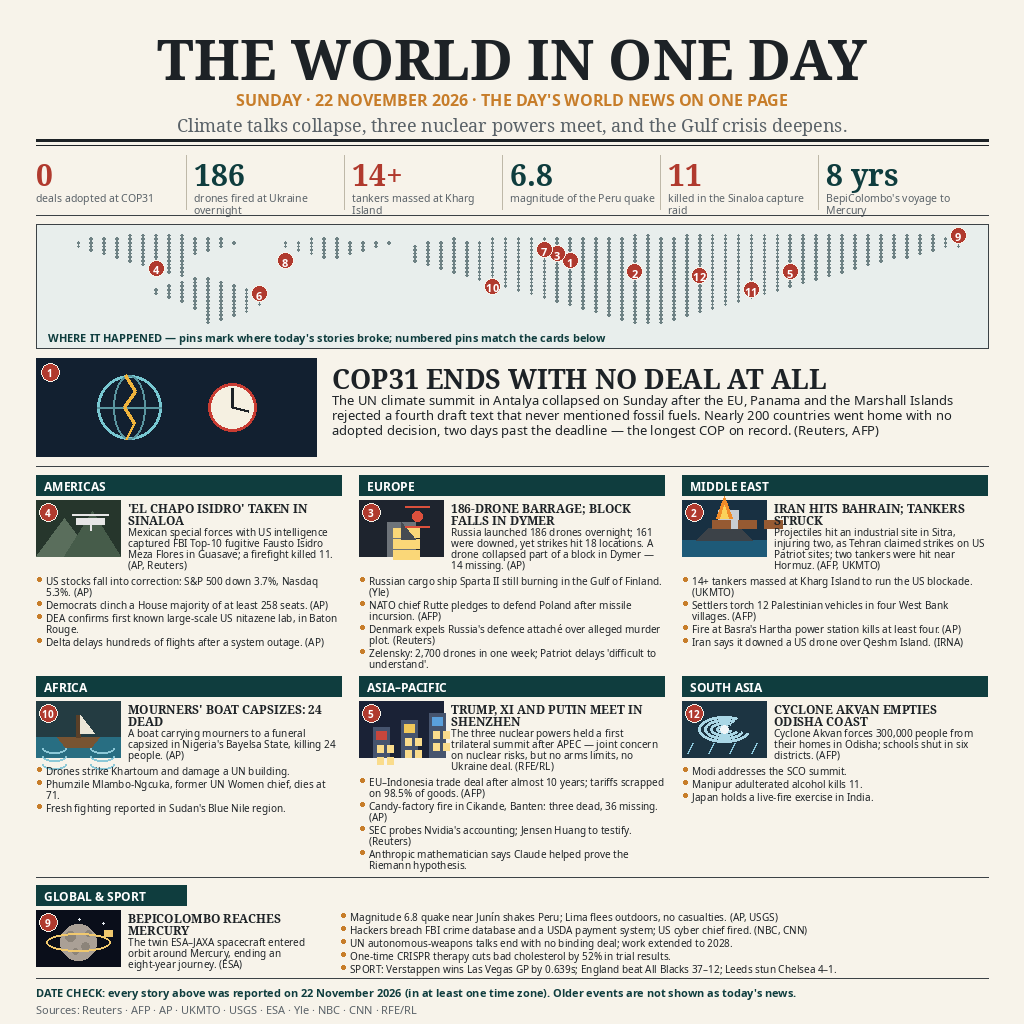 THE WORLD IN ONE DAY
SUNDAY · 22 NOVEMBER 2026 · THE DAY'S WORLD NEWS ON ONE PAGE
Climate talks collapse, three nuclear powers meet, and the Gulf crisis deepens.
0
deals adopted at COP31
186
drones fired at Ukraine
overnight
14+
tankers massed at Kharg
Island
6.8
magnitude of the Peru quake
11
killed in the Sinaloa capture
raid
8 yrs
BepiColombo's voyage to
Mercury
9
7
3
1
8
4
2
12
5
10
11
6
WHERE IT HAPPENED — pins mark where today's stories broke; numbered pins match the cards below
1
COP31 ENDS WITH NO DEAL AT ALL
The UN climate summit in Antalya collapsed on Sunday after the EU, Panama and the Marshall Islands
rejected a fourth draft text that never mentioned fossil fuels. Nearly 200 countries went home with no
adopted decision, two days past the deadline — the longest COP on record. (Reuters, AFP)
AMERICAS
4
'EL CHAPO ISIDRO' TAKEN IN
SINALOA
Mexican special forces with US intelligence
captured FBI Top-10 fugitive Fausto Isidro
Meza Flores in Guasave; a firefight killed 11.
(AP, Reuters)
• US stocks fall into correction: S&P 500 down 3.7%, Nasdaq
5.3%. (AP)
• Democrats clinch a House majority of at least 258 seats. (AP)
• DEA confirms first known large-scale US nitazene lab, in Baton
Rouge.
• Delta delays hundreds of flights after a system outage. (AP)
EUROPE
3
186-DRONE BARRAGE; BLOCK
FALLS IN DYMER
Russia launched 186 drones overnight; 161
were downed, yet strikes hit 18 locations. A
drone collapsed part of a block in Dymer —
14 missing. (AP)
• Russian cargo ship Sparta II still burning in the Gulf of Finland.
(Yle)
• NATO chief Rutte pledges to defend Poland after missile
incursion. (AFP)
• Denmark expels Russia's defence attaché over alleged murder
plot. (Reuters)
• Zelensky: 2,700 drones in one week; Patriot delays 'difficult to
understand'.
MIDDLE EAST
2
IRAN HITS BAHRAIN; TANKERS
STRUCK
Projectiles hit an industrial site in Sitra,
injuring two, as Tehran claimed strikes on US
Patriot sites; two tankers were hit near
Hormuz. (AFP, UKMTO)
• 14+ tankers massed at Kharg Island to run the US blockade.
(UKMTO)
• Settlers torch 12 Palestinian vehicles in four West Bank
villages. (AFP)
• Fire at Basra's Hartha power station kills at least four. (AP)
• Iran says it downed a US drone over Qeshm Island. (IRNA)
AFRICA
10
MOURNERS' BOAT CAPSIZES: 24
DEAD
A boat carrying mourners to a funeral
capsized in Nigeria's Bayelsa State, killing 24
people. (AP)
• Drones strike Khartoum and damage a UN building.
• Phumzile Mlambo-Ngcuka, former UN Women chief, dies at
71.
• Fresh fighting reported in Sudan's Blue Nile region.
ASIA–PACIFIC
5
TRUMP, XI AND PUTIN MEET IN
SHENZHEN
The three nuclear powers held a first
trilateral summit after APEC — joint concern
on nuclear risks, but no arms limits, no
Ukraine deal. (RFE/RL)
• EU–Indonesia trade deal after almost 10 years; tariffs scrapped
on 98.5% of goods. (AFP)
• Candy-factory fire in Cikande, Banten: three dead, 36 missing.
(AP)
• SEC probes Nvidia's accounting; Jensen Huang to testify.
(Reuters)
• Anthropic mathematician says Claude helped prove the
Riemann hypothesis.
SOUTH ASIA
12
CYCLONE AKVAN EMPTIES
ODISHA COAST
Cyclone Akvan forces 300,000 people from
their homes in Odisha; schools shut in six
districts. (AFP)
• Modi addresses the SCO summit.
• Manipur adulterated alcohol kills 11.
• Japan holds a live-fire exercise in India.
GLOBAL & SPORT
9
BEPICOLOMBO REACHES
MERCURY
The twin ESA–JAXA spacecraft entered
orbit around Mercury, ending an
eight-year journey. (ESA)
• Magnitude 6.8 quake near Junín shakes Peru; Lima flees outdoors, no casualties. (AP, USGS)
• Hackers breach FBI crime database and a USDA payment system; US cyber chief fired. (NBC, CNN)
• UN autonomous-weapons talks end with no binding deal; work extended to 2028.
• One-time CRISPR therapy cuts bad cholesterol by 52% in trial results.
• SPORT: Verstappen wins Las Vegas GP by 0.639s; England beat All Blacks 37–12; Leeds stun Chelsea 4–1.
DATE CHECK: every story above was reported on 22 November 2026 (in at least one time zone). Older events are not shown as today's news.
Sources: Reuters · AFP · AP · UKMTO · USGS · ESA · Yle · NBC · CNN · RFE/RL